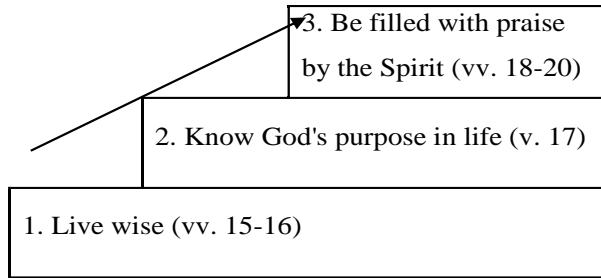 3. Be filled with praise
by the Spirit (vv. 18-20)
2. Know God's purpose in life (v. 17)
1. Live wise (vv. 15-16)